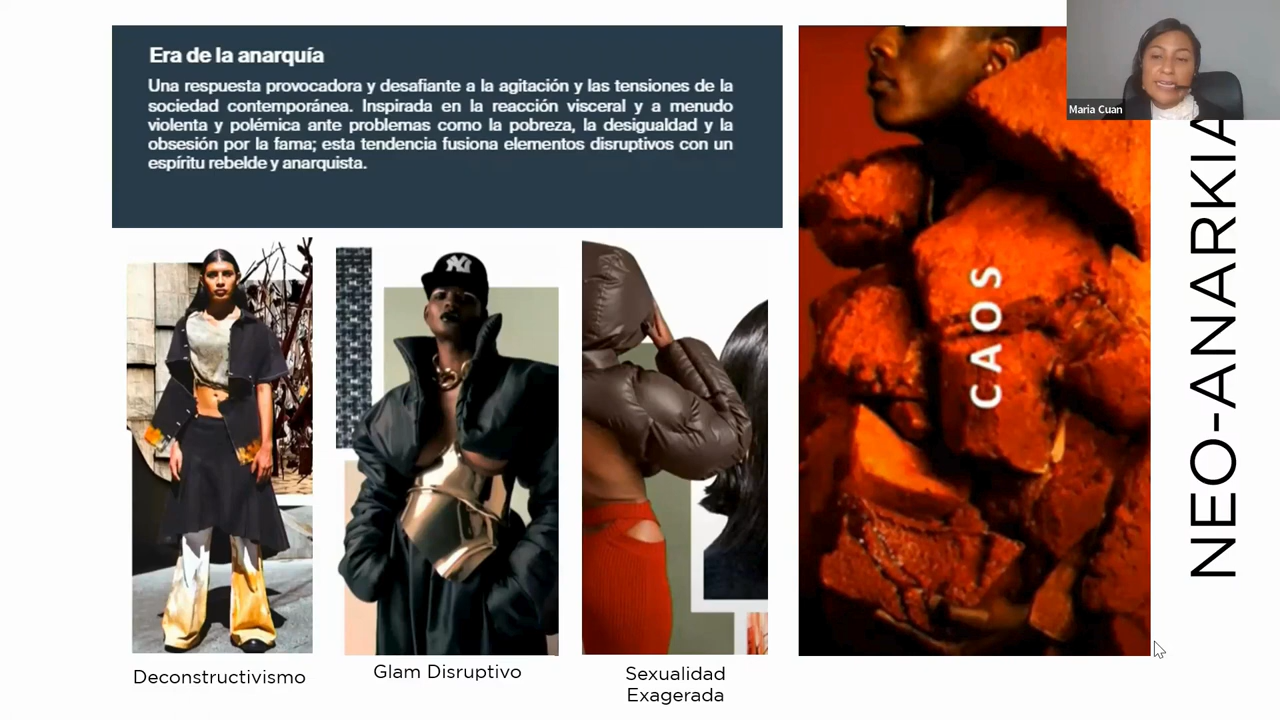 Era de la anarquía
Una respuesta provocadora y desafiante a la agitación y las tensiones de la
sociedad contemporánea. Inspirada en la reacción visceral y a menudo
violenta y polémica ante problemas como la pobreza, la desigualdad y la
obsesión por la fama; esta tendencia fusiona elementos disruptivos con un
espíritu rebelde y anarquista.
Maria Cuan
NY
CAOS
NEO-ANARKIA
Deconstructivismo
Glam Disruptivo
Sexualidad
Exagerada